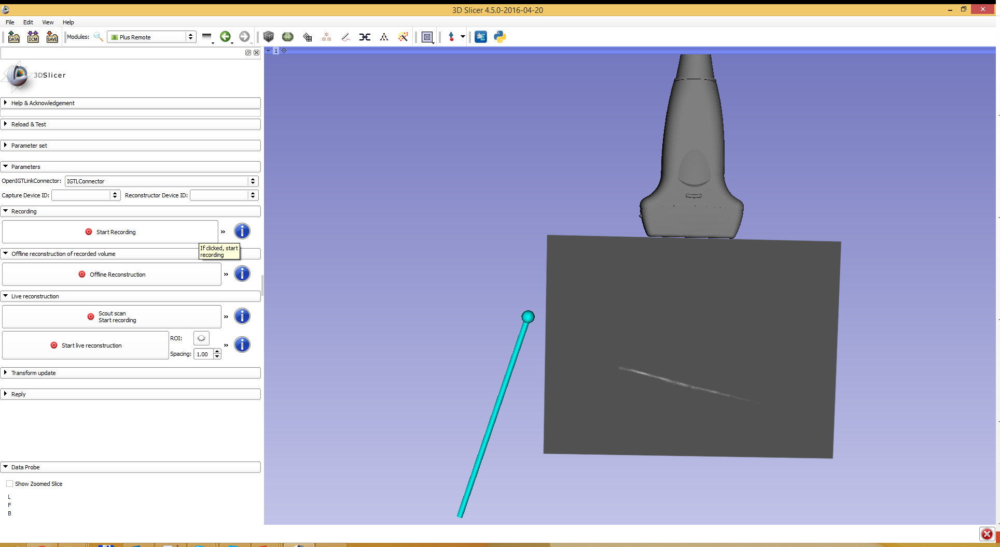 3D Slicer 4.5.0-2016-04-20
File Edit View Help
DATA DCM SAVE Modules: Plus Remote
1
3DSlicer
Help & Acknowledgement
Reload & Test
Parameter set
Parameters
OpenIGTLinkConnector: IGTLConnector
Capture Device ID: Reconstructor Device ID:
Recording
Start Recording »
If clicked, start
recording
Offline reconstruction of recorded volume
Offline Reconstruction »
Live reconstruction
Scout scan
Start recording »
Start live reconstruction
ROI: »
Spacing: 1.00
Transform update
Reply
Data Probe
Show Zoomed Slice
L
F
B